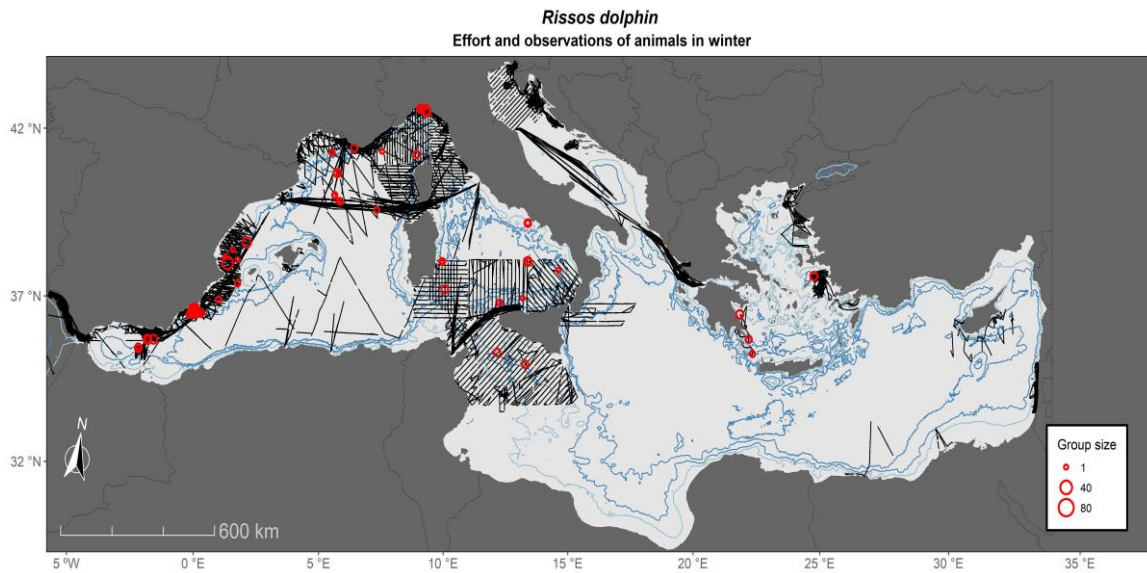 Rissos dolphin
Effort and observations of animals in winter
42 °N
37 °N
32 °N
N
600 km
Group size
1
40
80
5 ºW
0 °E
5 °E
10 °E
15 °E
20 °E
25 °E
30 °E
35 °E